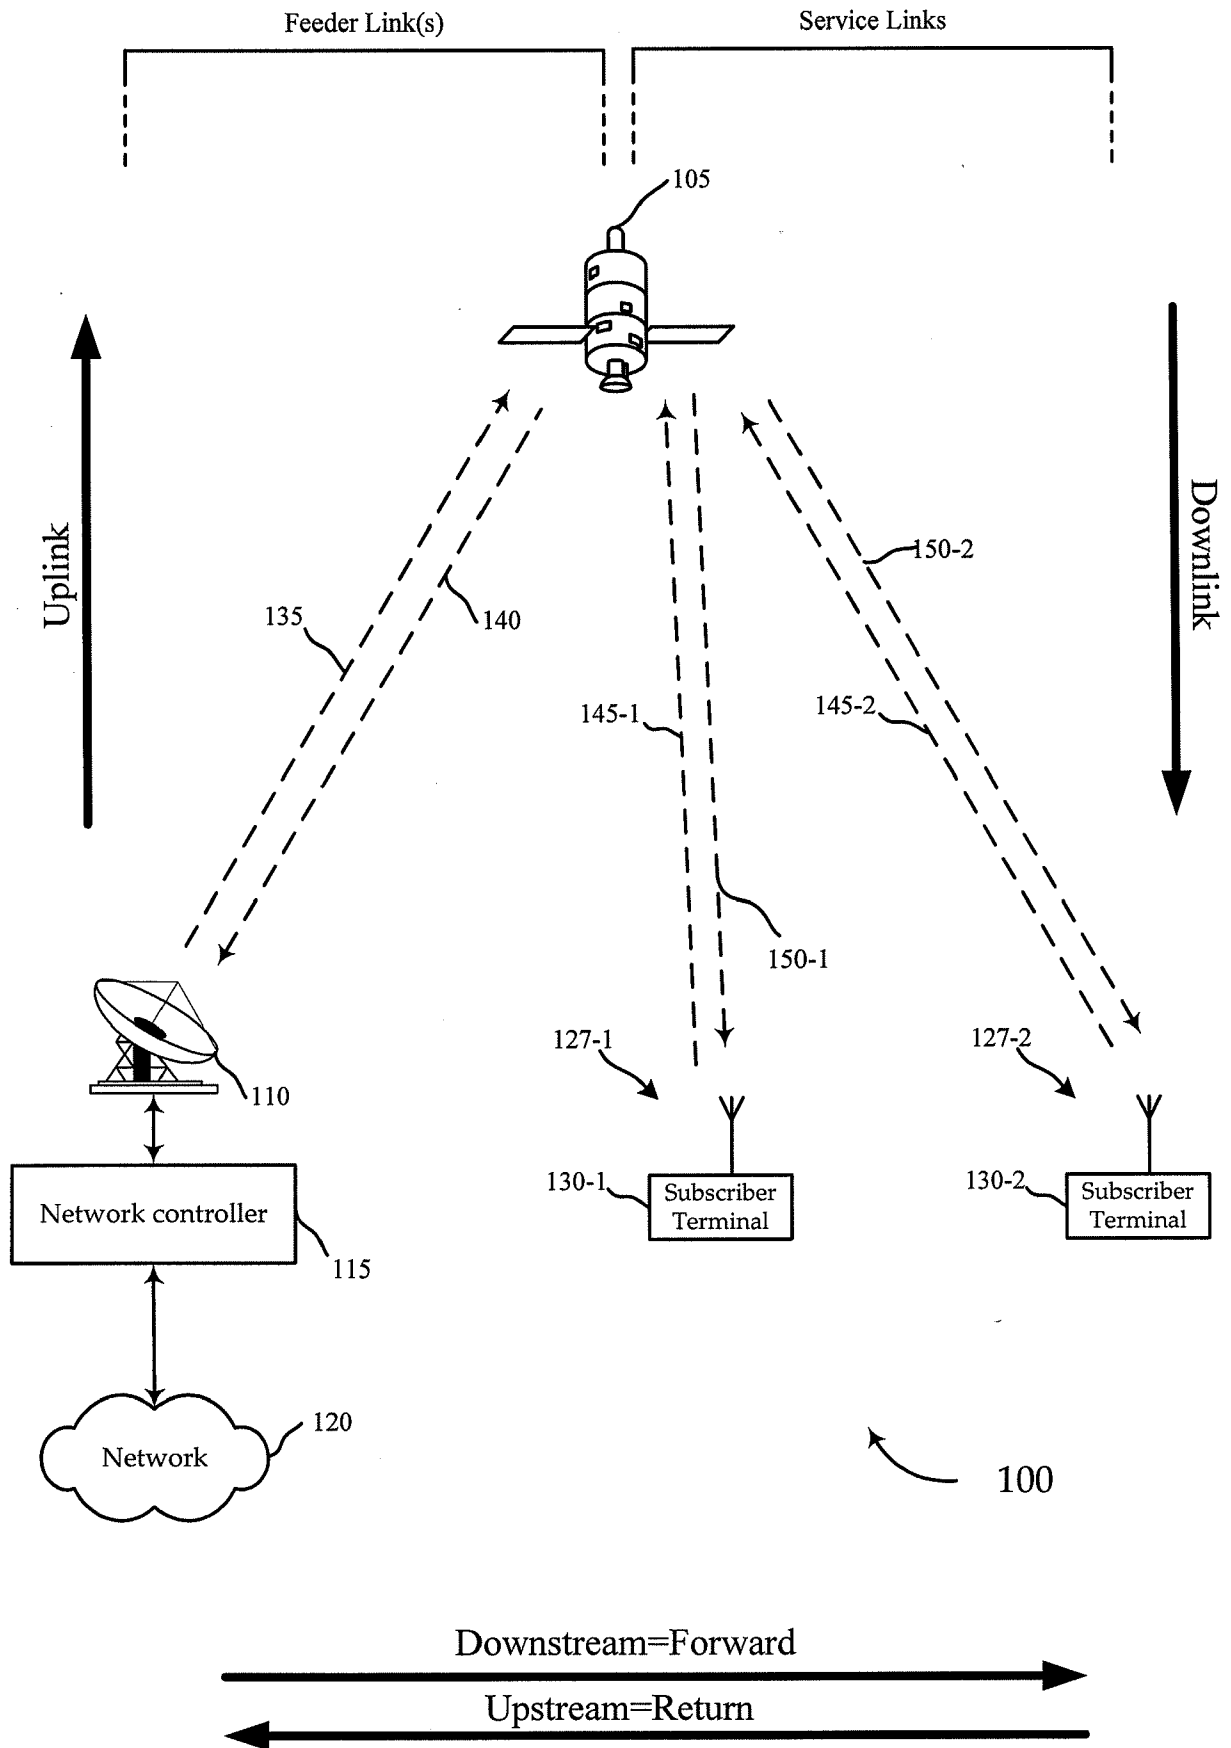 Feeder Link(s)
Service Links
105
Uplink
Downlink
150-2
135
140
145-1
145-2
150-1
127-1
127-2
110
130-1
Subscriber
Terminal
130-2
Subscriber
Terminal
Network controller
115
120
Network
100
Downstream=Forward
Upstream=Return